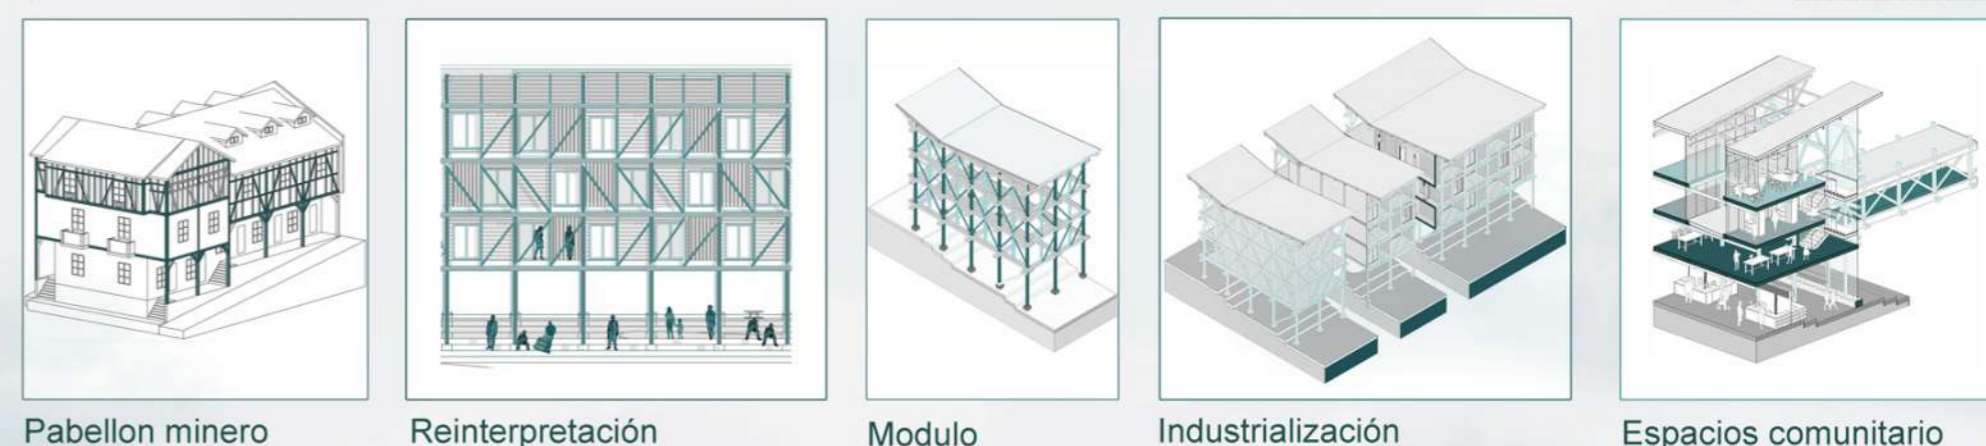 Pabellon minero
Reinterpretación
Modulo
Industrialización
Espacios comunitario